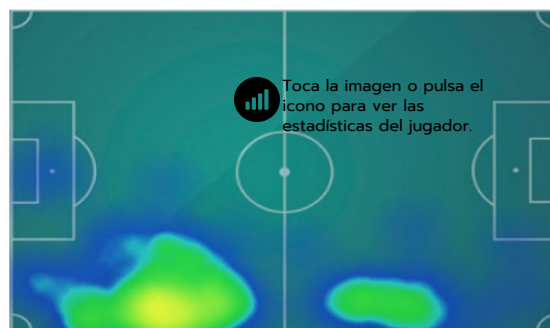 Toca la imagen o pulsa el
icono para ver las
estadísticas del jugador.